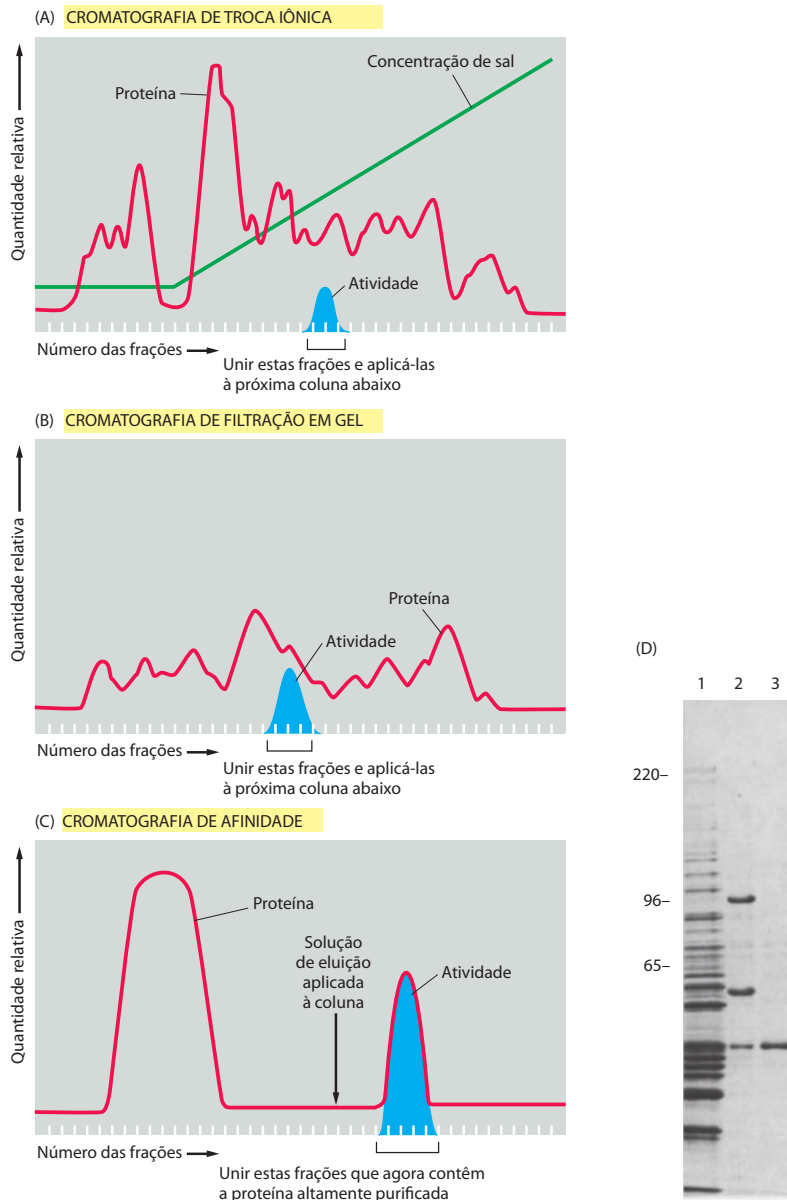 (A) CROMATOGRAFIA DE TROCA IÔNICA
Quantidade relativa
Proteína
Concentração de sal
Atividade
Número das frações
Unir estas frações e aplicá-las
à próxima coluna abaixo
(B) CROMATOGRAFIA DE FILTRAÇÃO EM GEL
Quantidade relativa
Proteína
Atividade
Número das frações
Unir estas frações e aplicá-las
à próxima coluna abaixo
(C) CROMATOGRAFIA DE AFINIDADE
Quantidade relativa
Proteína
Solução
de eluição
aplicada
à coluna
Atividade
Número das frações
Unir estas frações que agora contêm
a proteína altamente purificada
(D)
1 2 3
220–
96–
65–